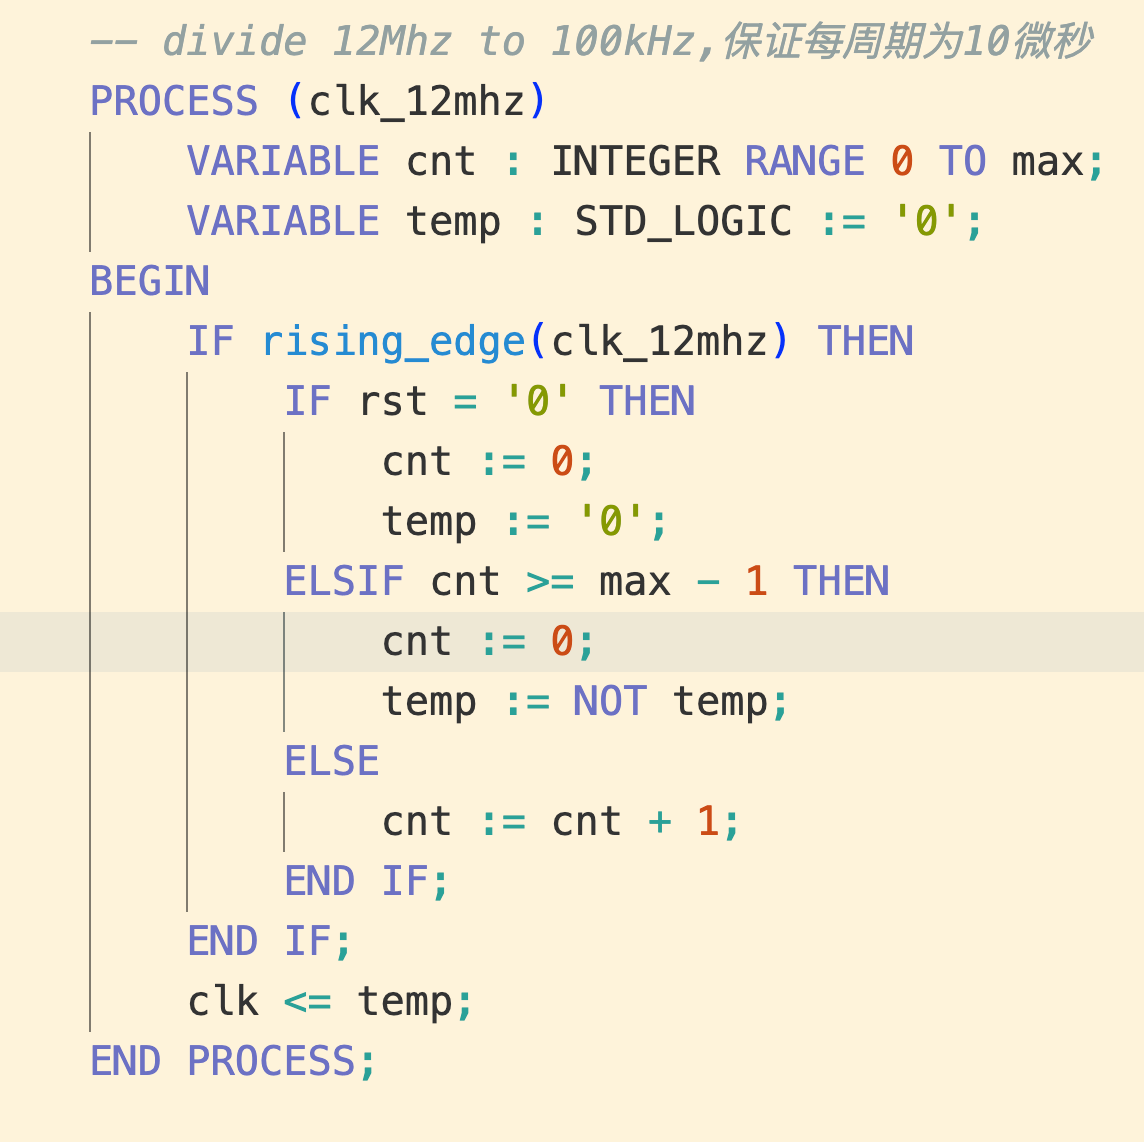 -- divide 12Mhz to 100kHz,保证每周期为10微秒
PROCESS (clk_12mhz)
    VARIABLE cnt : INTEGER RANGE 0 TO max;
    VARIABLE temp : STD_LOGIC := '0';
BEGIN
    IF rising_edge(clk_12mhz) THEN
        IF rst = '0' THEN
            cnt := 0;
            temp := '0';
        ELSIF cnt >= max - 1 THEN
            cnt := 0;
            temp := NOT temp;
        ELSE
            cnt := cnt + 1;
        END IF;
    END IF;
    clk <= temp;
END PROCESS;